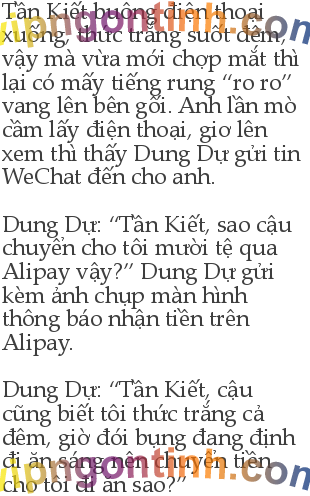 Tần Kiết buông điện thoại
xuống, thức trắng suốt đêm,
vậy mà vừa mới chợp mắt thì
lại có mấy tiếng rung “ro ro”
vang lên bên gối. Anh lần mò
cầm lấy điện thoại, giơ lên
xem thì thấy Dung Dự gửi tin
WeChat đến cho anh.
Dung Dự: “Tần Kiết, sao cậu
chuyển cho tôi mười tệ qua
Alipay vậy?” Dung Dự gửi
kèm ảnh chụp màn hình
thông báo nhận tiền trên
Alipay.
Dung Dự: “Tần Kiết, cậu
cũng biết tôi thức trắng cả
đêm, giờ đói bụng đang định
đi ăn sáng nên chuyển tiền
cho tôi đi ăn sao?”
vipngontinh.com
vipngontinh.com